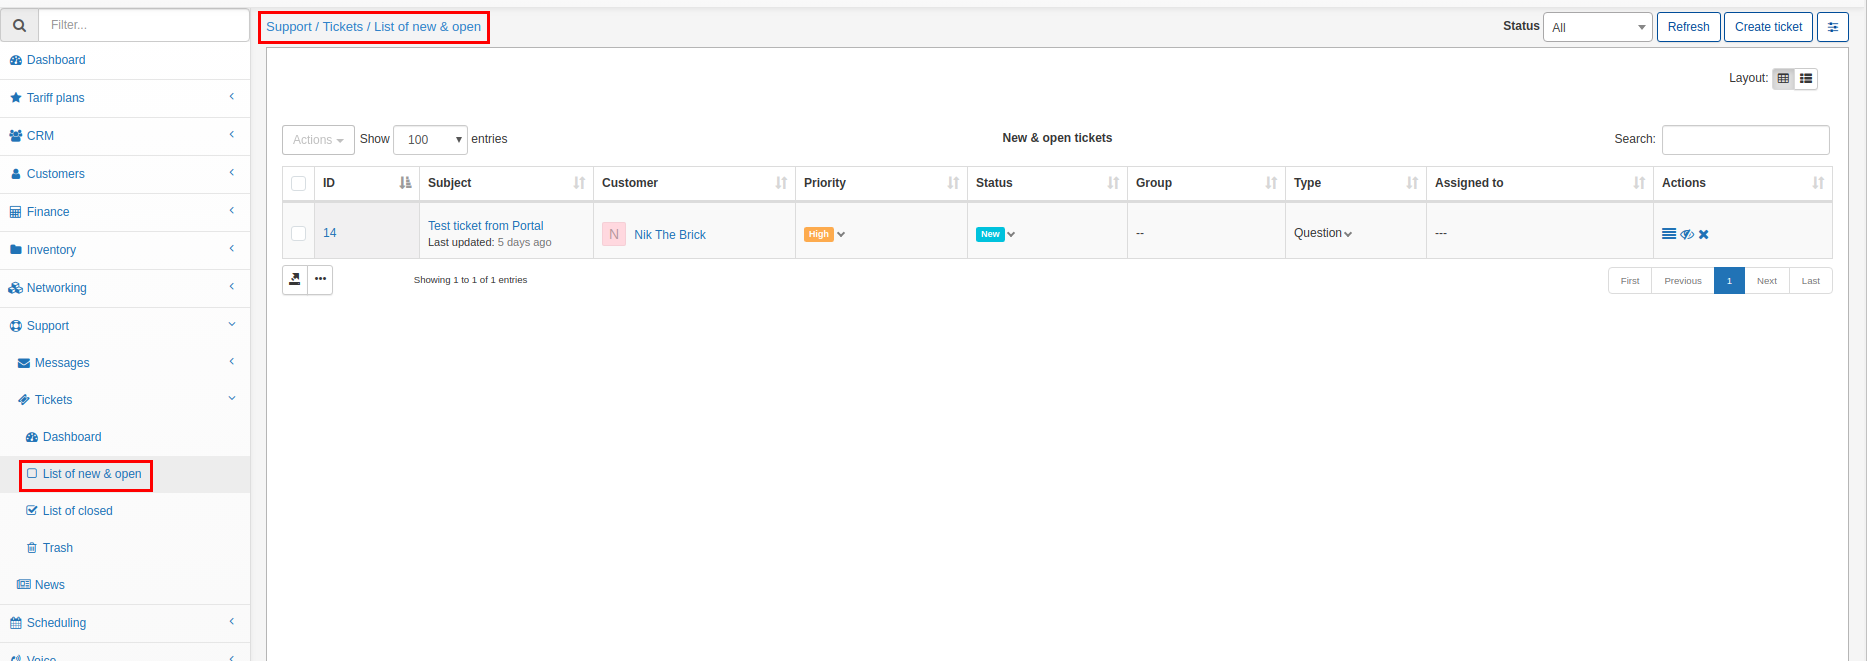 Filter...
Dashboard
Tariff plans
CRM
Customers
Finance
Inventory
Networking
Support
Messages
Tickets
Dashboard
List of new & open
List of closed
Trash
News
Scheduling
Voice
Support / Tickets / List of new & open
Status All Refresh Create ticket
Layout:
Actions Show 100 entries
New & open tickets
Search:
ID Subject Customer Priority Status Group Type Assigned to Actions
14 Test ticket from Portal N Nik The Brick High New -- Question ---
Last updated: 5 days ago
Showing 1 to 1 of 1 entries
First Previous 1 Next Last